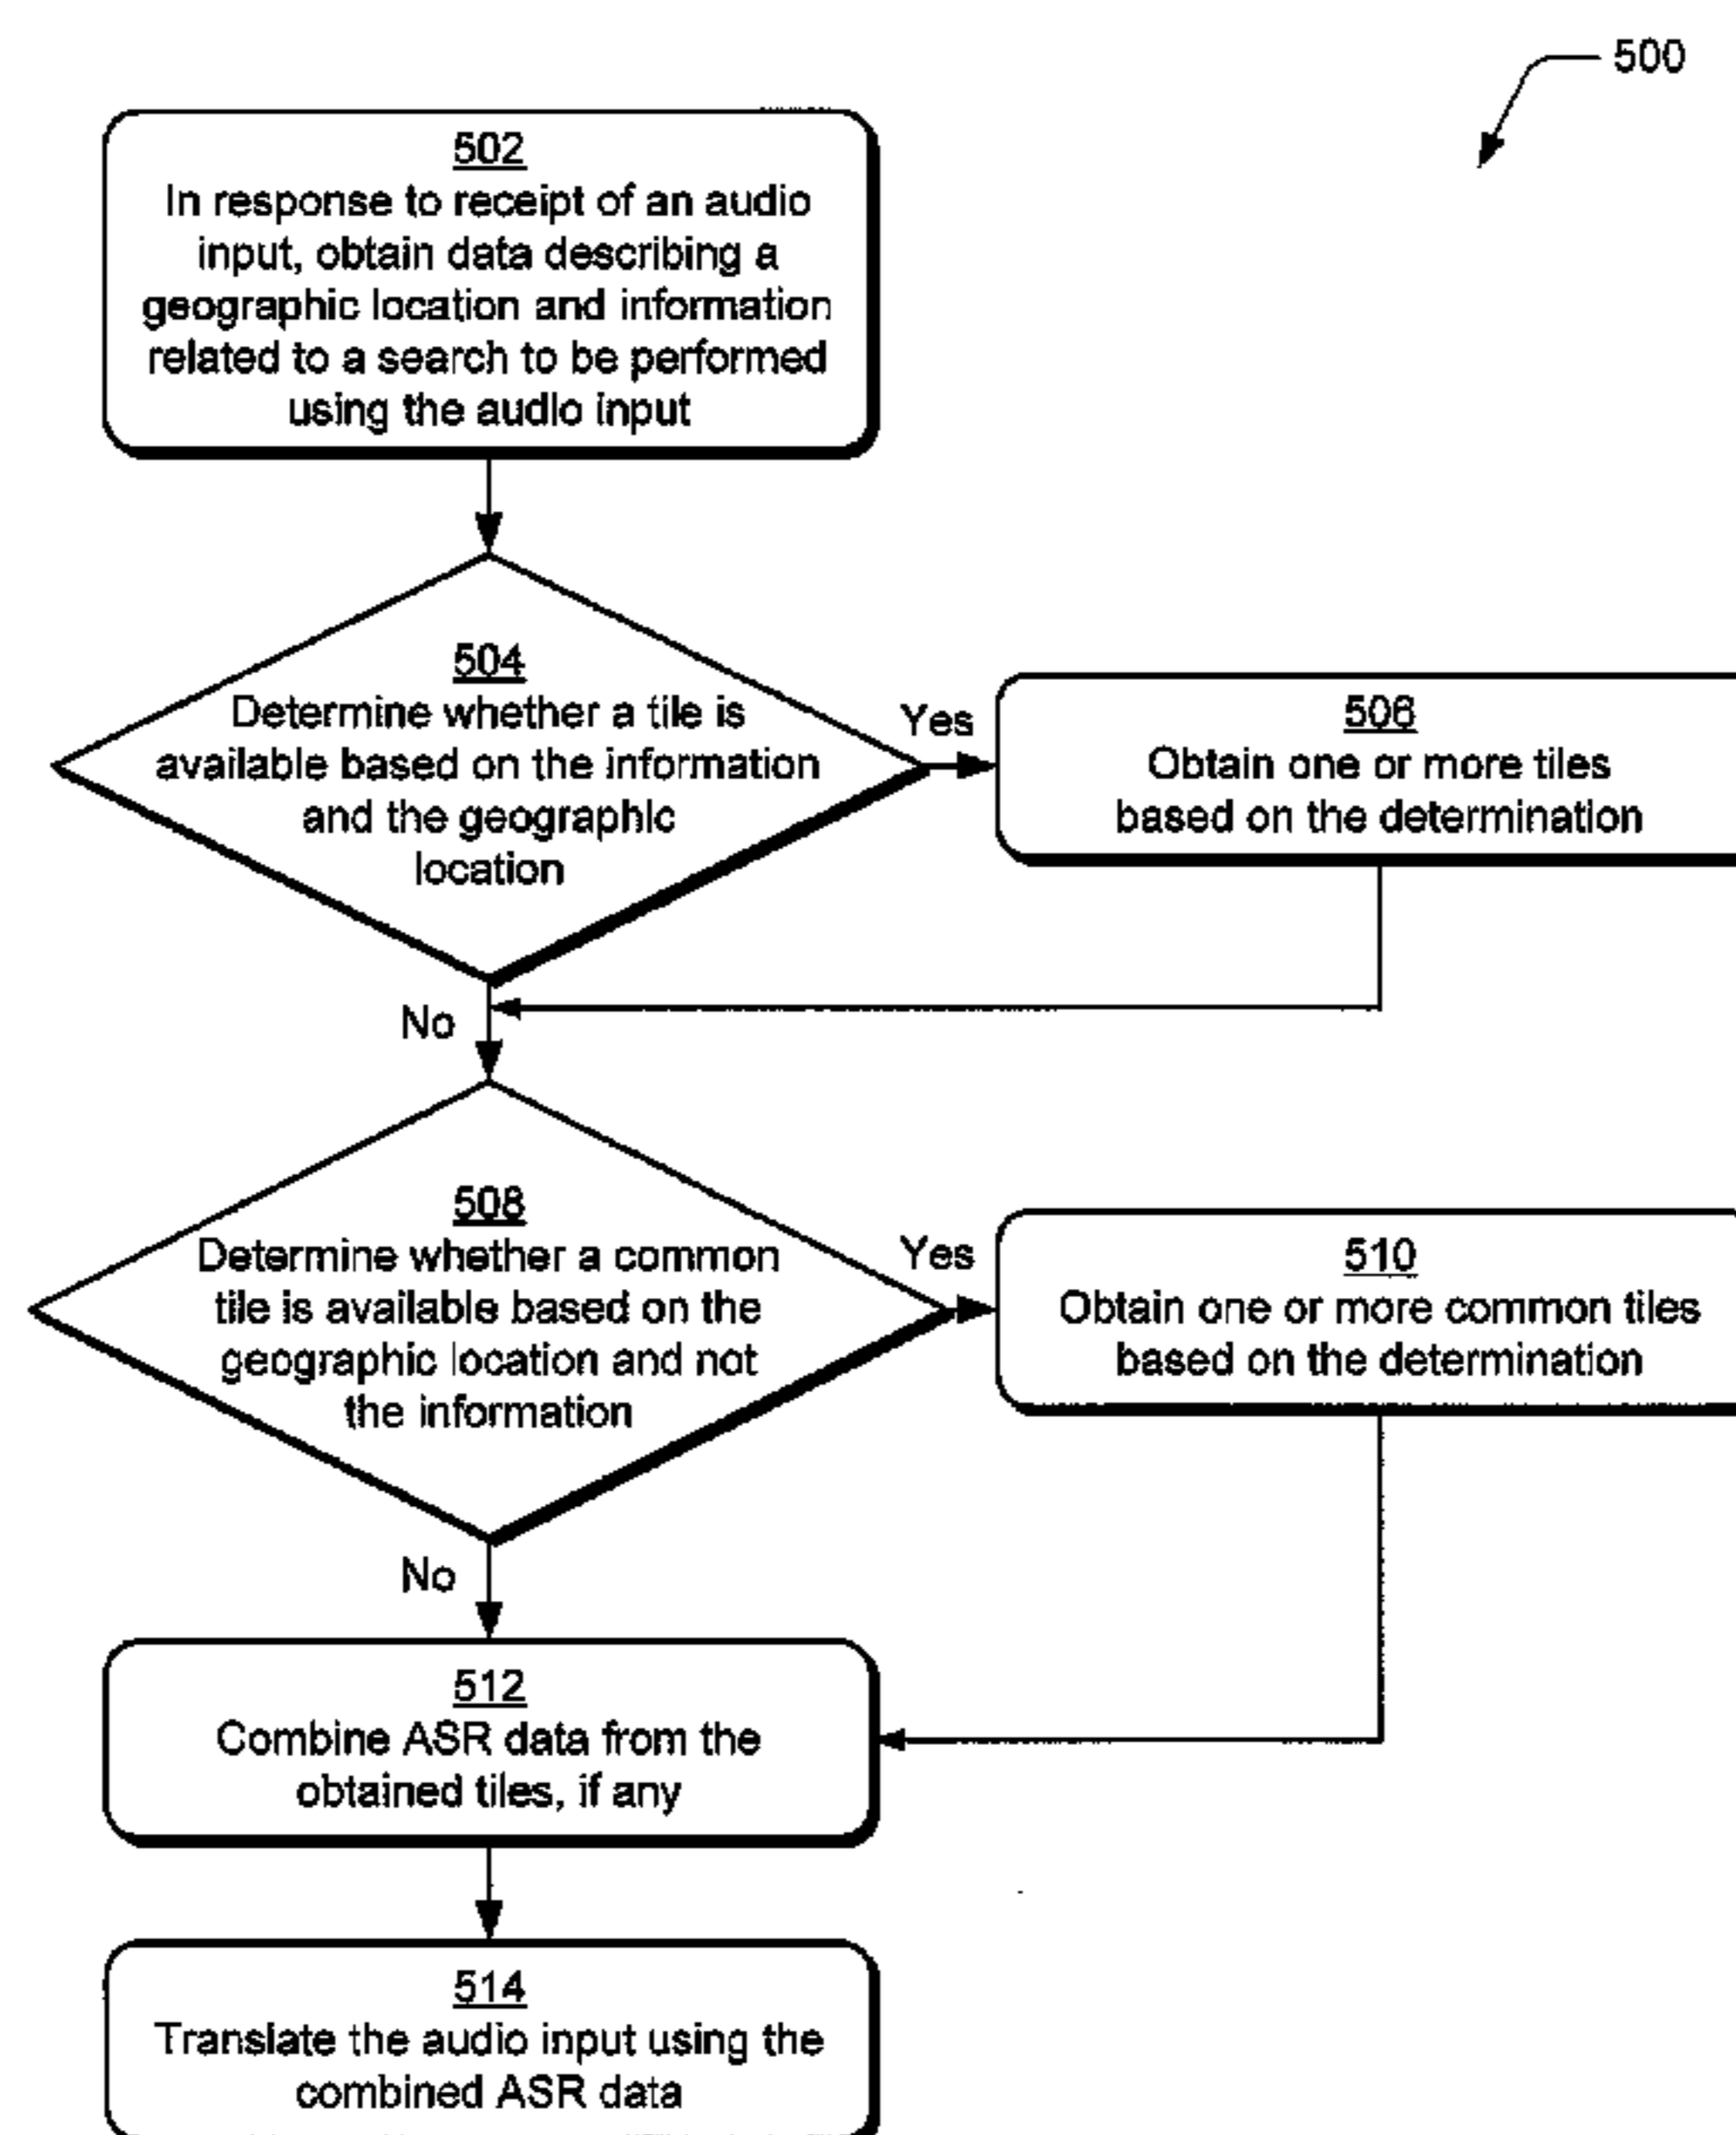 500
502
In response to receipt of an audio
input, obtain data describing a
geographic location and information
related to a search to be performed
using the audio input
504
Determine whether a tile is
available based on the information
and the geographic
location
Yes
506
Obtain one or more tiles
based on the determination
No
508
Determine whether a common
tile is available based on the
geographic location and not
the information
Yes
510
Obtain one or more common tiles
based on the determination
No
512
Combine ASR data from the
obtained tiles, if any
514
Translate the audio input using the
combined ASR data